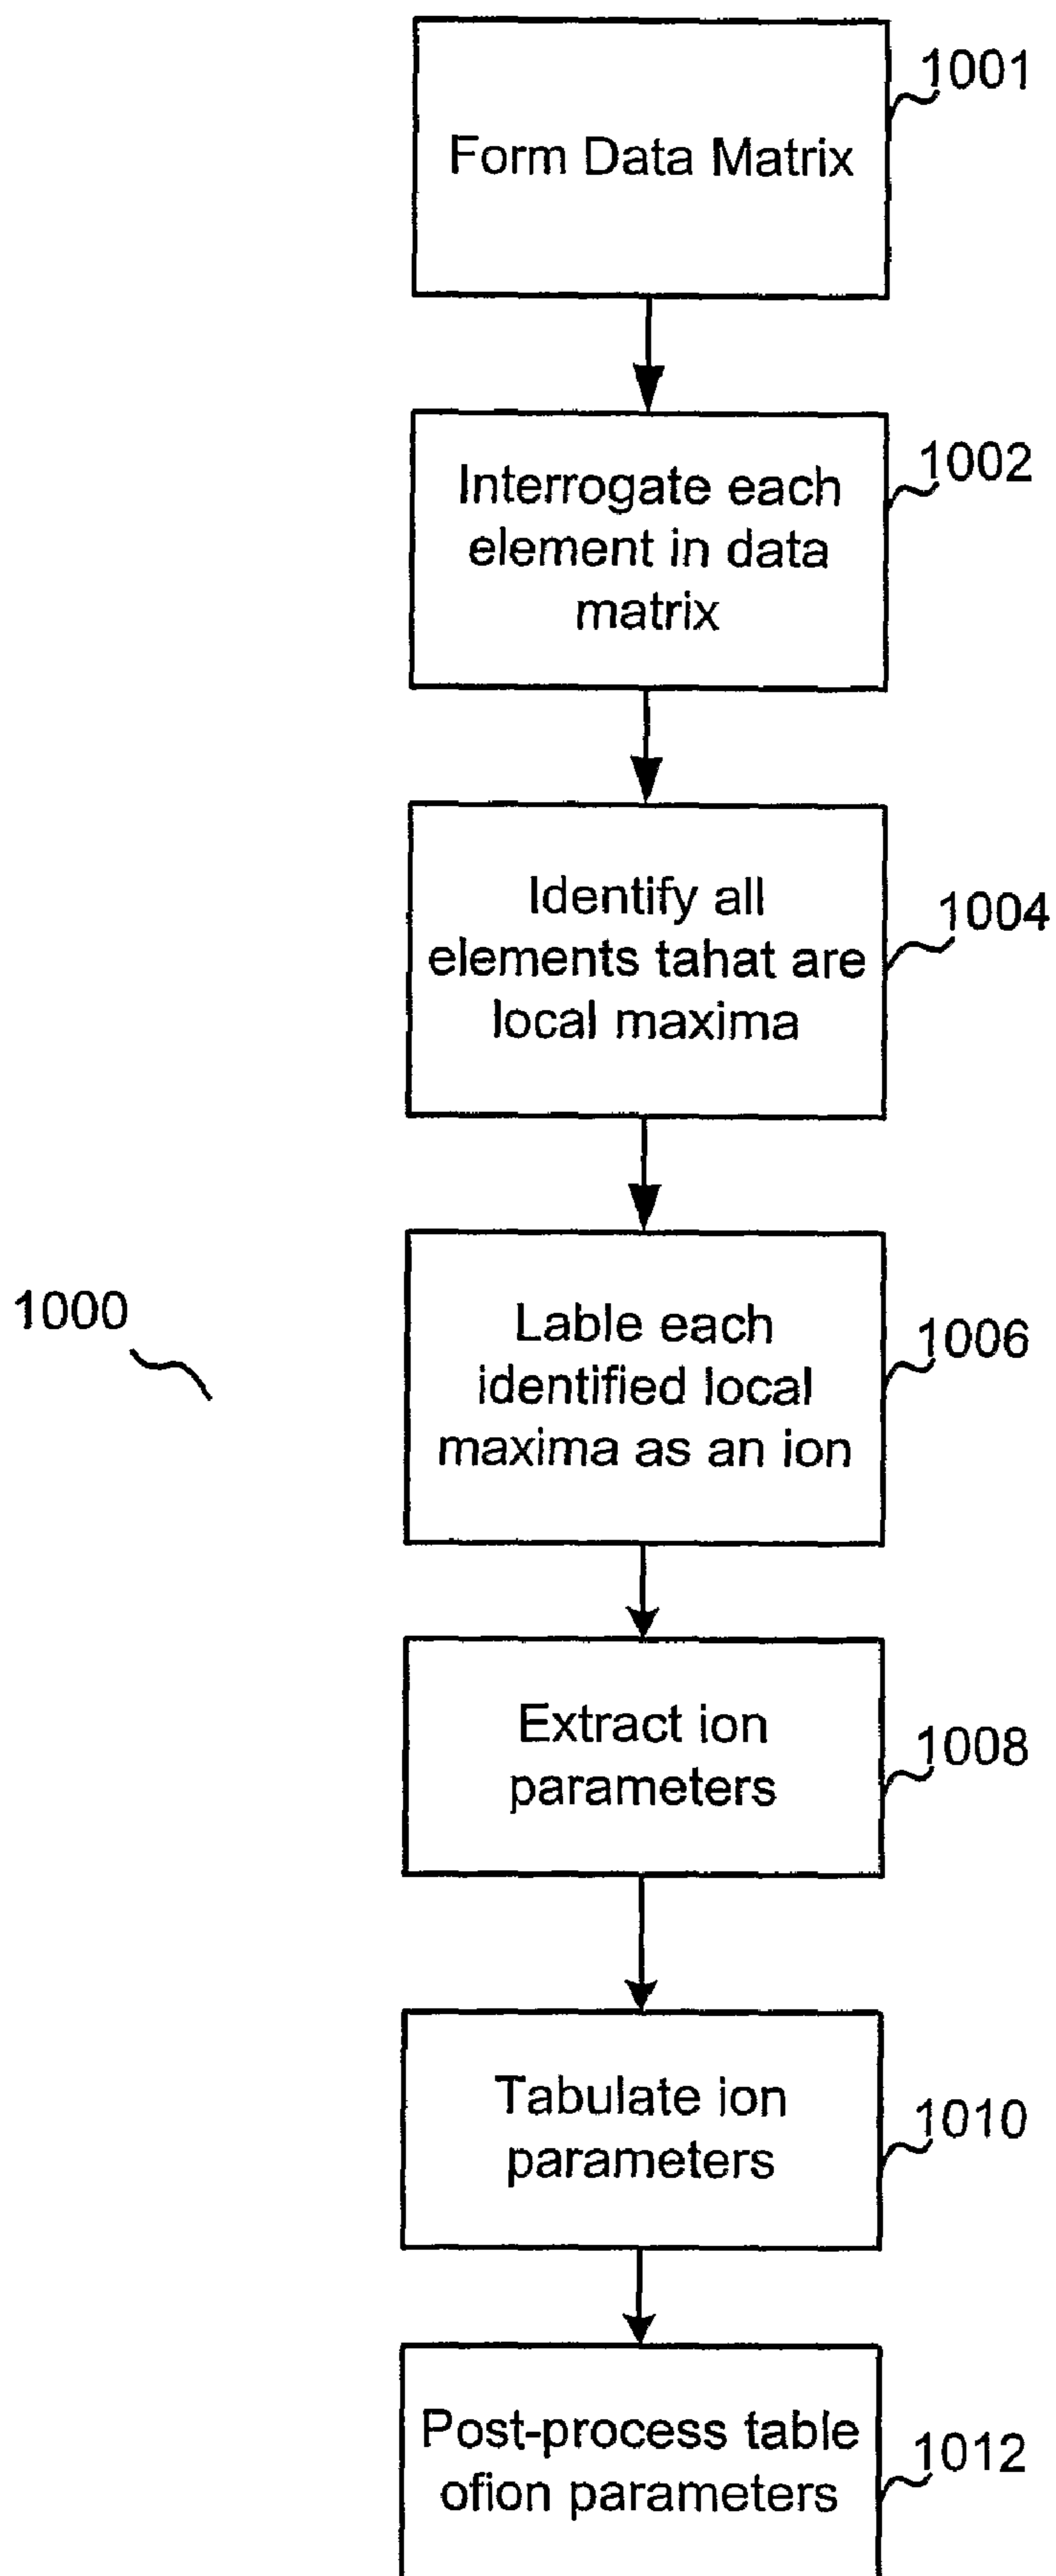 Form Data Matrix
1001
Interrogate each
element in data
matrix
1002
Identify all
elements tahat are
local maxima
1004
Lable each
identified local
maxima as an ion
1006
1000
Extract ion
parameters
1008
Tabulate ion
parameters
1010
Post-process table
ofion parameters
1012